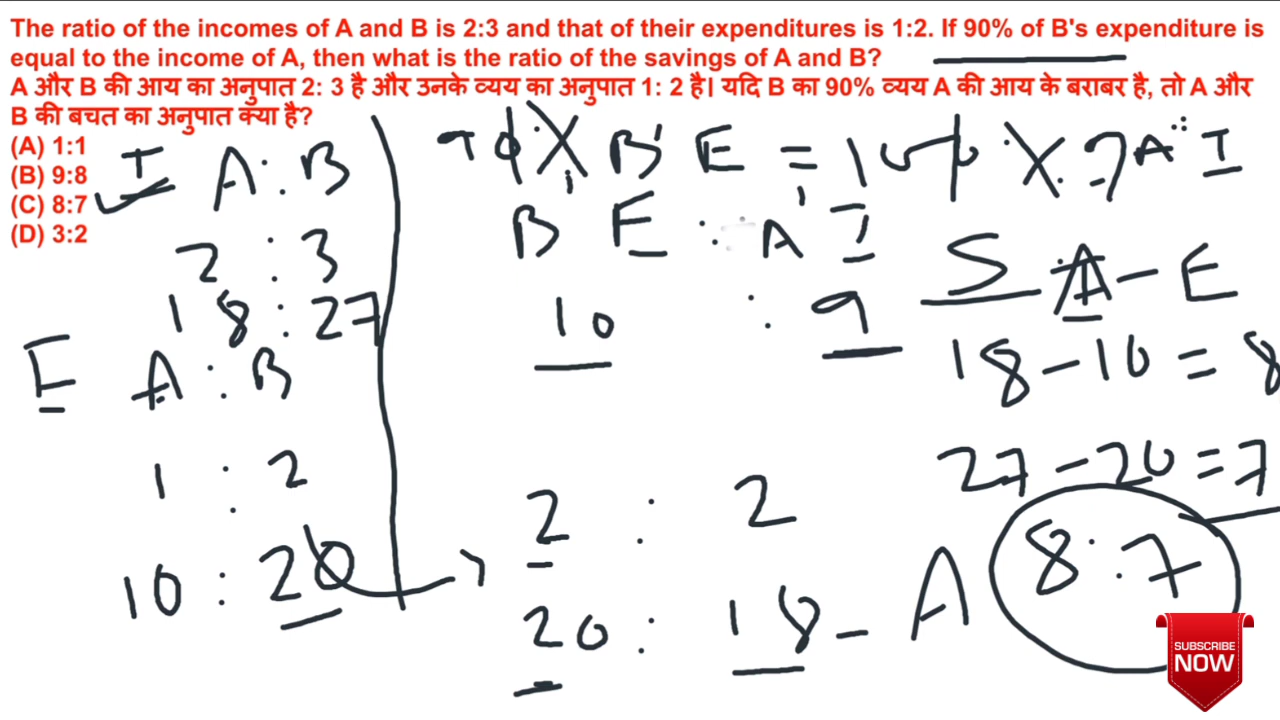 The ratio of the incomes of A and B is 2:3 and that of their expenditures is 1:2. If 90% of B's expenditure is
equal to the income of A, then what is the ratio of the savings of A and B?
A और B की आय का अनुपात 2: 3 है और उनके व्यय का अनुपात 1: 2 है। यदि B का 90% व्यय A की आय के बराबर है, तो A और
B की बचत का अनुपात क्या है?
(A) 1:1
(B) 9:8
(C) 8:7
(D) 3:2
I A : B
2 : 3
18 : 27
E A : B
1 : 2
10 : 20
B E : A I
10 : 9
2 : 2
20 : 18
S
18 - 10 = 8
27 - 20 = 7
A 8:7
SUBSCRIBE
NOW